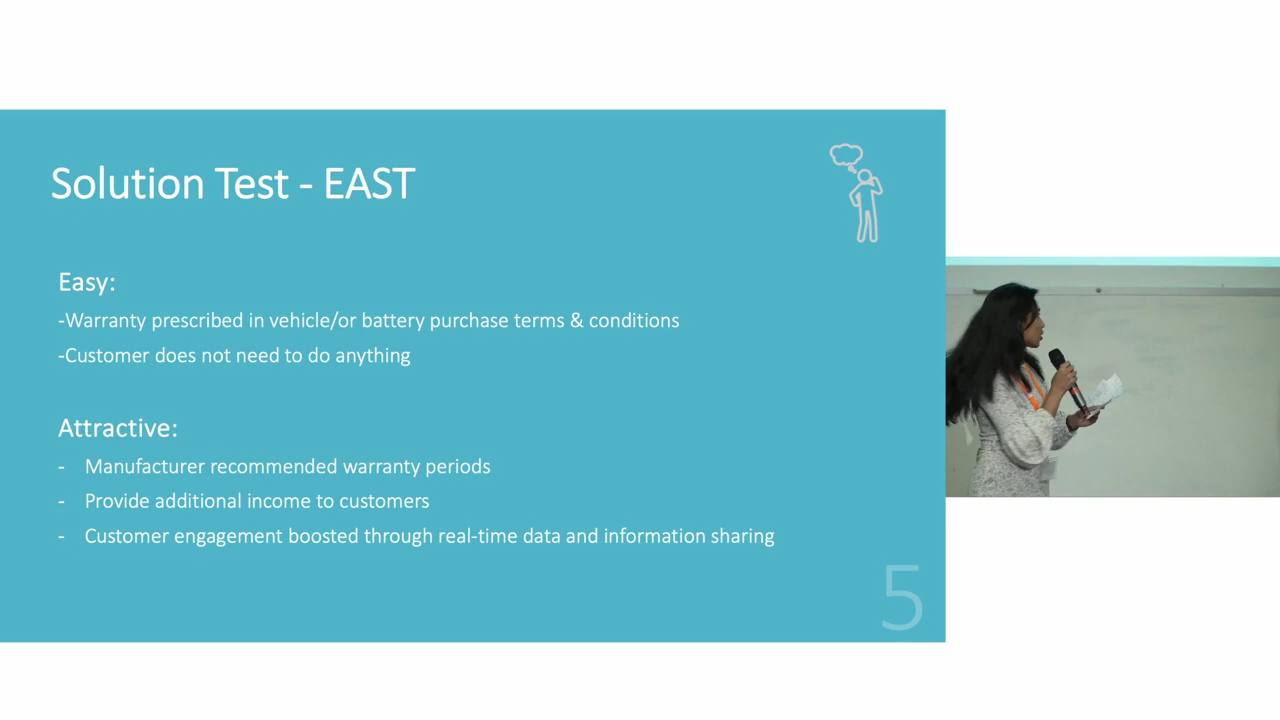 Solution Test - EAST
Easy:
-Warranty prescribed in vehicle/or battery purchase terms & conditions
-Customer does not need to do anything
Attractive:
- Manufacturer recommended warranty periods
- Provide additional income to customers
- Customer engagement boosted through real-time data and information sharing
5